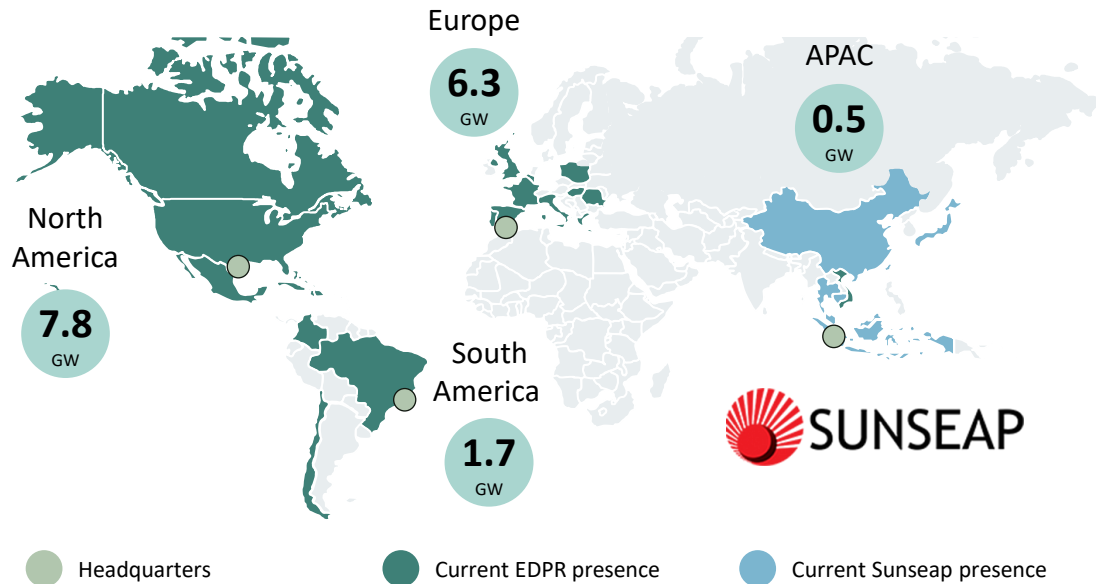 Europe
6.3
GW
APAC
0.5
GW
North
America
7.8
GW
South
America
1.7
GW
SUNSEAP
Headquarters
Current EDPR presence
Current Sunseap presence